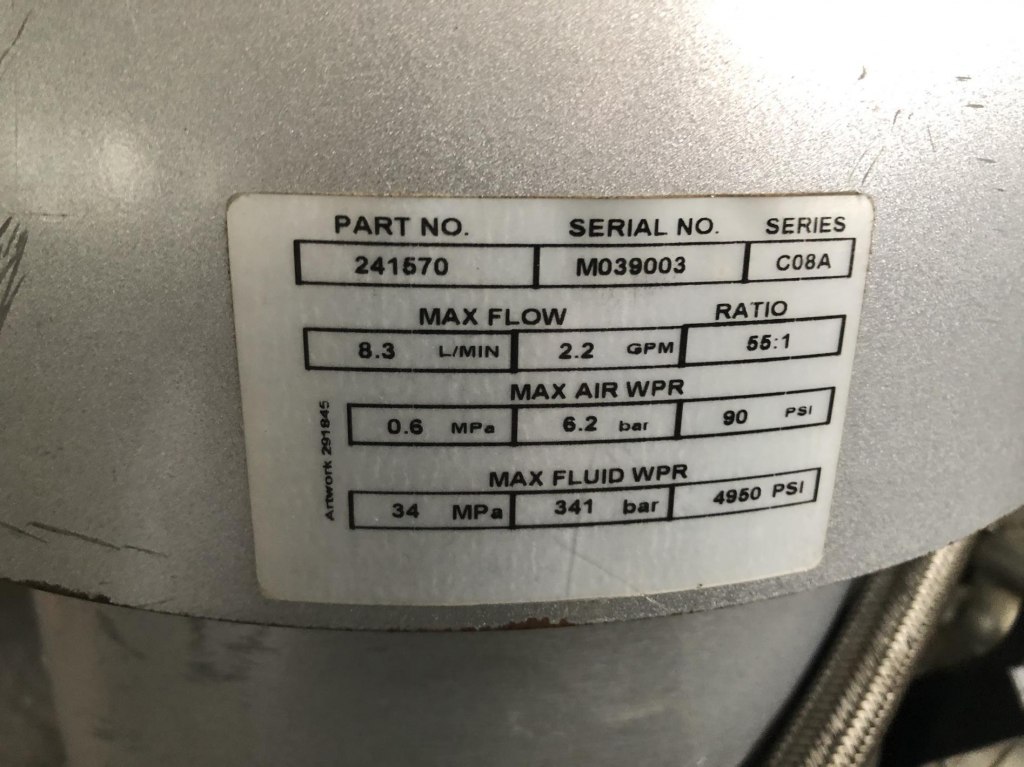 PART NO. SERIAL NO. SERIES
241570 M039003 C08A
MAX FLOW RATIO
8.3 L/MIN 2.2 GPM 55:1
MAX AIR WPR
0.6 MPa 6.2 bar 90 PSI
MAX FLUID WPR
34 MPa 341 bar 4950 PSI
Artwork 291845